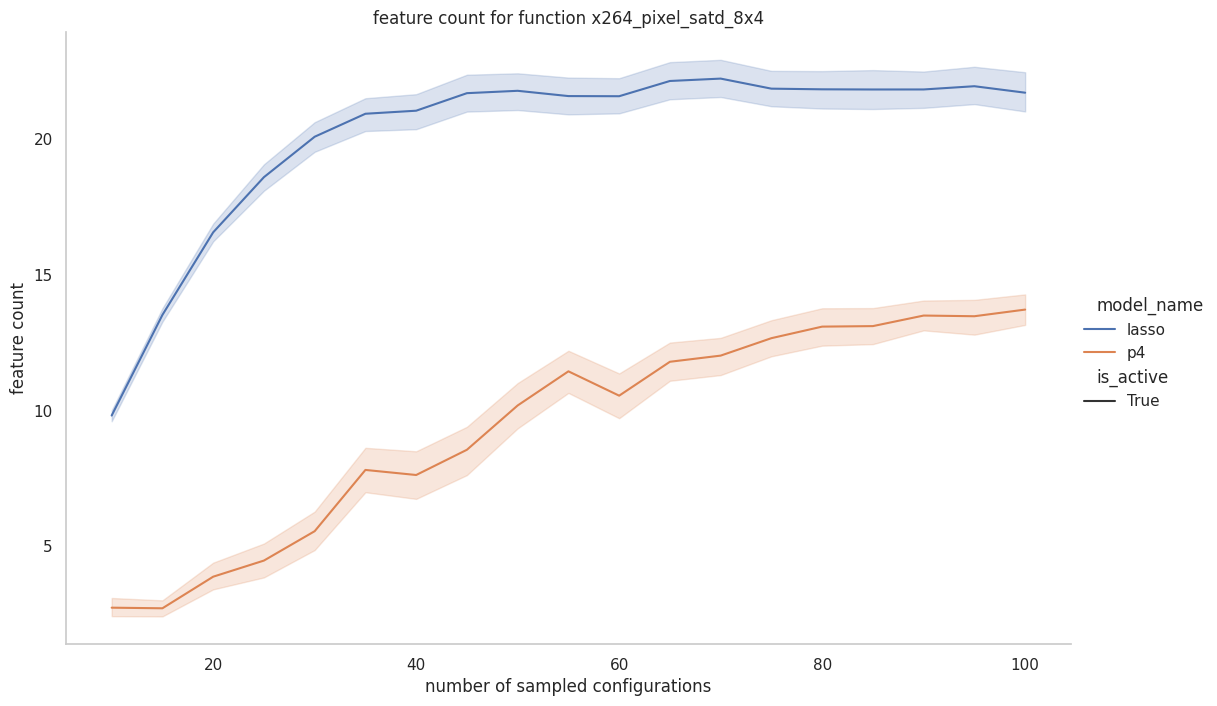 feature count for function x264_pixel_satd_8x4
feature count
20
15
10
5
20
40
60
80
100
number of sampled configurations
model_name
lasso
p4
is_active
True